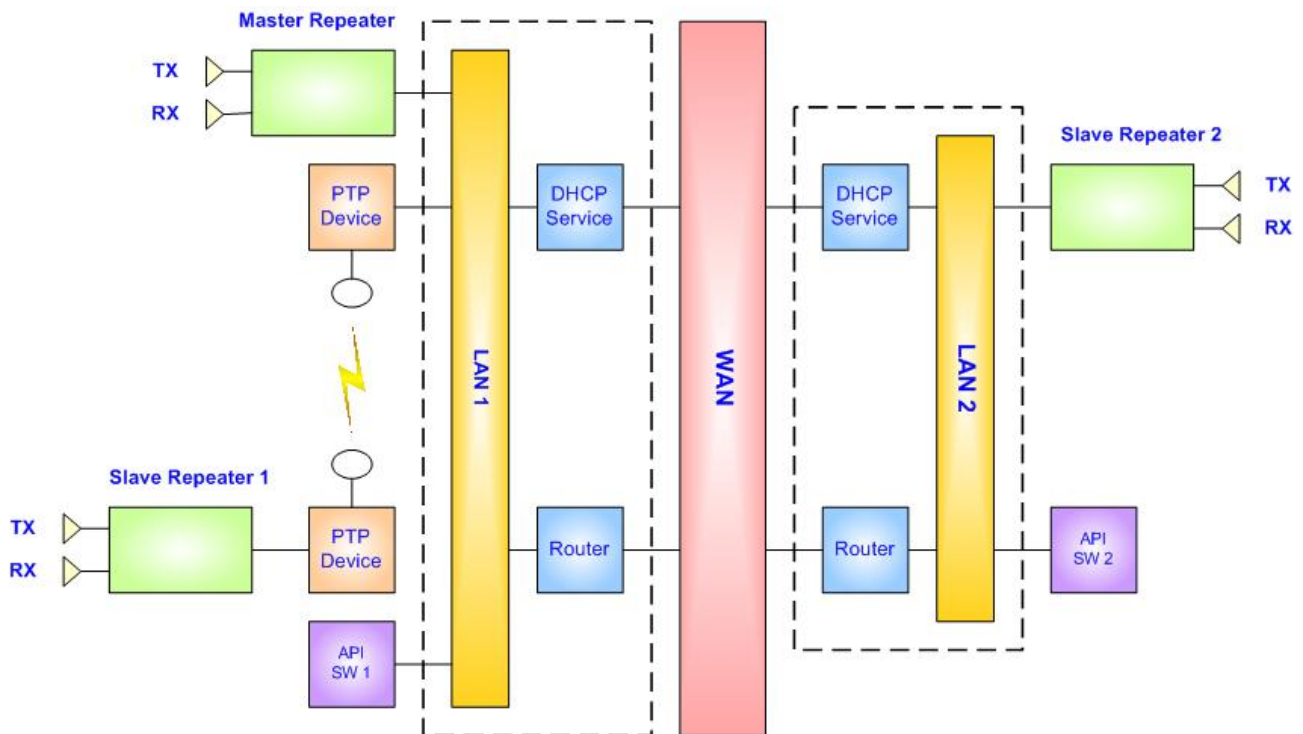 Master Repeater
TX
RX
PTP
Device
DHCP
Service
DHCP
Service
Slave Repeater 2
TX
RX
LAN 1
WAN
LAN 2
Slave Repeater 1
TX
RX
PTP
Device
Router
Router
API
SW 2
API
SW 1